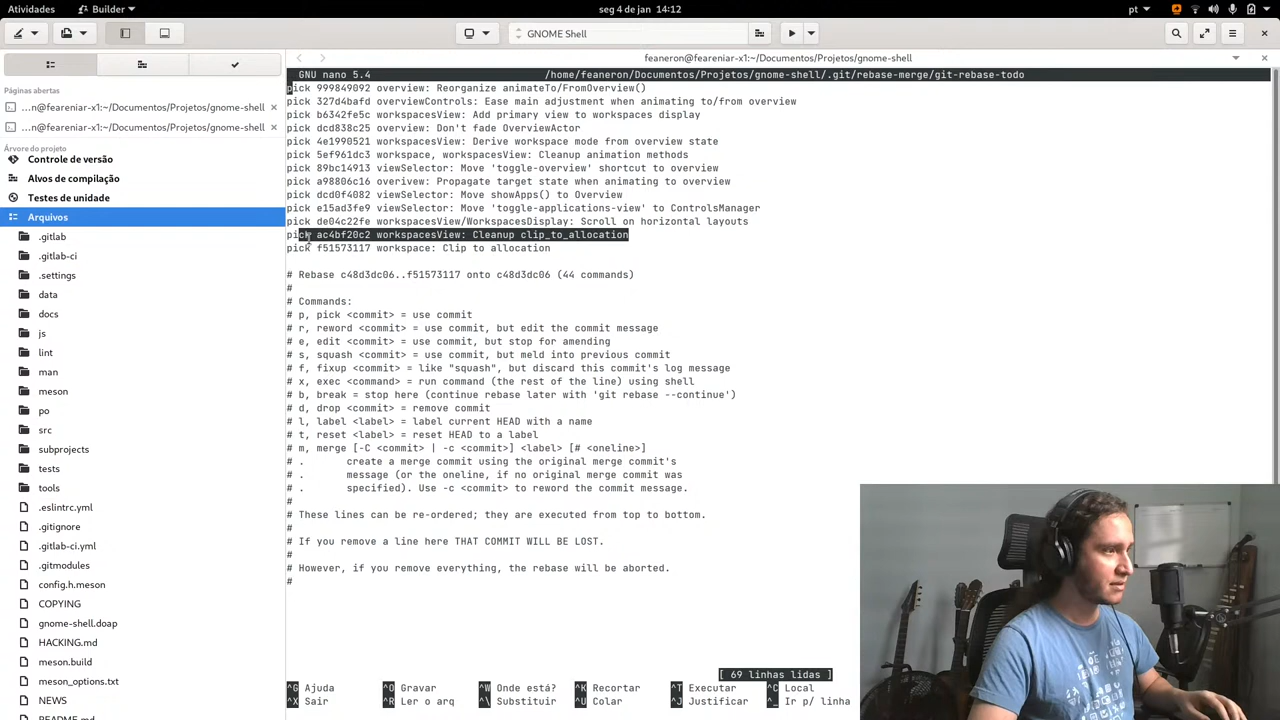 Atividades
Builder
seg 4 de jan 14:12
pt
GNOME Shell
feaneron@feareniar-x1:~/Documentos/Projetos/gnome-shell
Páginas abertas
...n@feareniar-x1:~/Documentos/Projetos/gnome-shell
...n@feareniar-x1:~/Documentos/Projetos/gnome-shell
Árvore do projeto
Controle de versão
Alvos de compilação
Testes de unidade
Arquivos
.gitlab
.gitlab-ci
.settings
data
docs
js
lint
man
meson
po
src
subprojects
tests
tools
.eslintrc.yml
.gitignore
.gitlab-ci.yml
.gitmodules
config.h.meson
COPYING
gnome-shell.doap
HACKING.md
meson.build
meson_options.txt
NEWS
README.md
GNU nano 5.4 /home/feaneron/Documentos/Projetos/gnome-shell/.git/rebase-merge/git-rebase-todo
pick 999849092 overview: Reorganize animateTo/FromOverview()
pick 327d4bafd overviewControls: Ease main adjustment when animating to/from overview
pick b6342fe5c workspacesView: Add primary view to workspaces display
pick dcd838c25 overview: Don't fade OverviewActor
pick 4e1990521 workspacesView: Derive workspace mode from overview state
pick 5ef961dc3 workspace, workspacesView: Cleanup animation methods
pick 89bc14913 viewSelector: Move 'toggle-overview' shortcut to overview
pick a98806c16 overivew: Propagate target state when animating to overview
pick dcd0f4d82 viewSelector: Move showApps() to Overview
pick e15ad3fe9 viewSelector: Move 'toggle-applications-view' to ControlsManager
pick de04c22fe workspacesView/WorkspacesDisplay: Scroll on horizontal layouts
pick ac4bf20c2 workspacesView: Cleanup clip_to_allocation
pick f51573117 workspace: Clip to allocation
# Rebase c48d3dc06..f51573117 onto c48d3dc06 (44 commands)
#
# Commands:
# p, pick <commit> = use commit
# r, reword <commit> = use commit, but edit the commit message
# e, edit <commit> = use commit, but stop for amending
# s, squash <commit> = use commit, but meld into previous commit
# f, fixup <commit> = like "squash", but discard this commit's log message
# x, exec <command> = run command (the rest of the line) using shell
# b, break = stop here (continue rebase later with 'git rebase --continue')
# d, drop <commit> = remove commit
# l, label <label> = label current HEAD with a name
# t, reset <label> = reset HEAD to a label
# m, merge [-C <commit> | -c <commit>] <label> [# <oneline>]
# . create a merge commit using the original merge commit's
# . message (or the oneline, if no original merge commit was
# . specified). Use -c <commit> to reword the commit message.
#
# These lines can be re-ordered; they are executed from top to bottom.
#
# If you remove a line here THAT COMMIT WILL BE LOST.
#
# However, if you remove everything, the rebase will be aborted.
#
[ 69 linhas lidas ]
^G Ajuda ^O Gravar ^W Onde está? ^K Recortar ^T Executar ^C Local
^X Sair ^R Ler o arq ^\ Substituir ^U Colar ^J Justificar ^_ Ir p/ linha